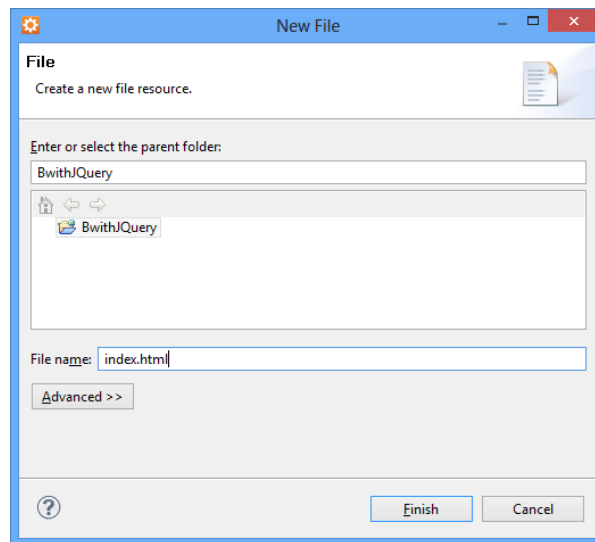 New File
File
Create a new file resource.
Enter or select the parent folder:
BwithJQuery
BwithJQuery
File name: index.html
Advanced >>
Finish Cancel